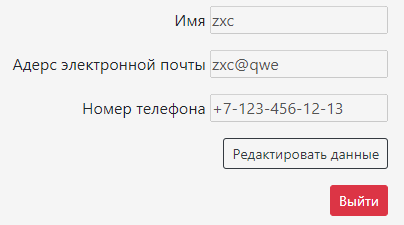 Имя zxc
Адерс электронной почты zxc@qwe
Номер телефона +7-123-456-12-13
Редактировать данные
Выйти